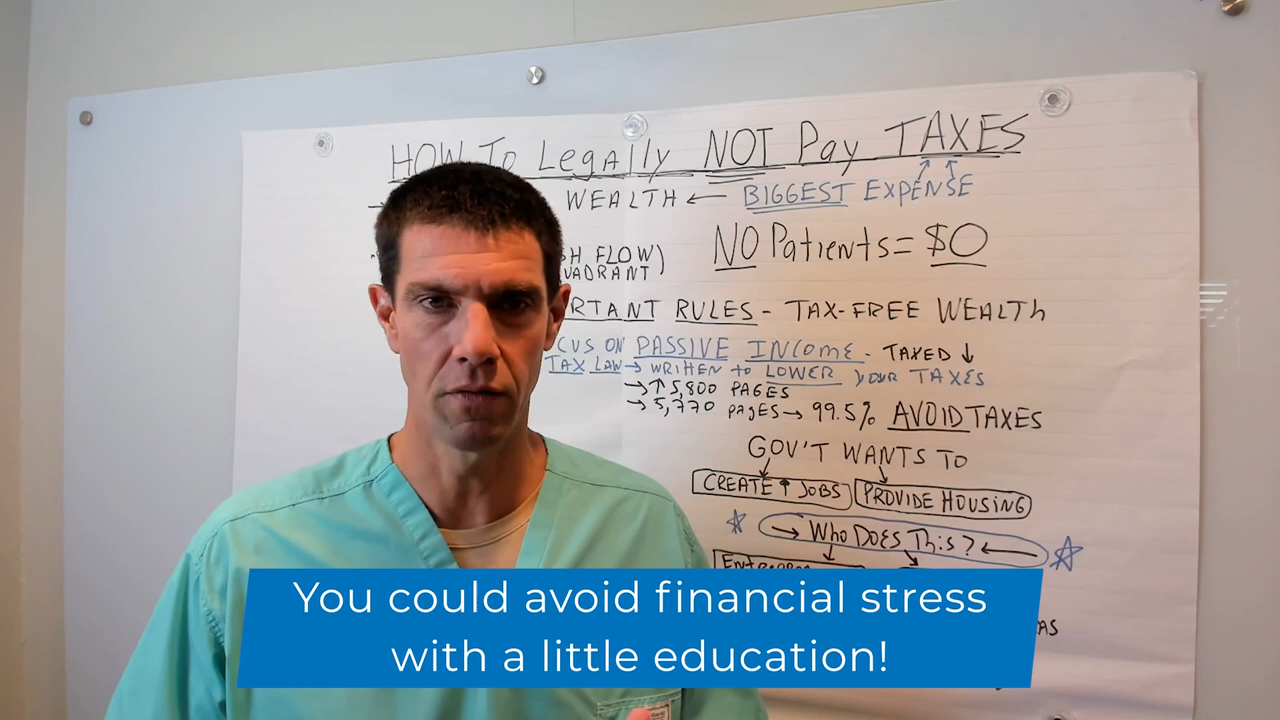 HOW To Legally NOT Pay TAXES
WEALTH ← BIGGEST EXPENSE
NO Patients = $0
SH FLOW)
UADRANT)
RTANT RULES - TAX-FREE WEALTH
CUS ON PASSIVE INCOME - TAXED ↓
TAX LAW → WRITTEN to LOWER YOUR TAXES
→ ↑ 5,800 PAGES
→ 5,770 pages → 99.5% AVOID TAXES
GOV'T WANTS TO
CREATE ↑ JOBS PROVIDE HOUSING
→ Who Does This? ←
You could avoid financial stress
with a little education!